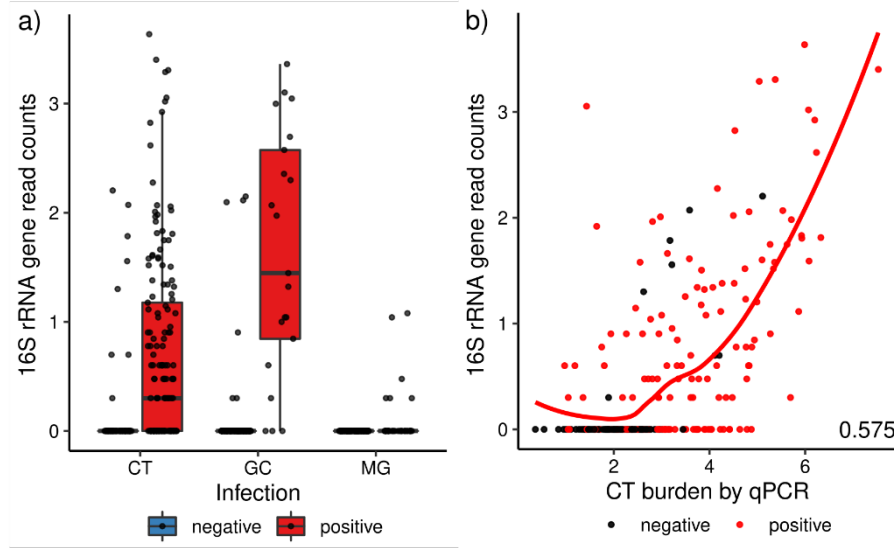 a)
16S rRNA gene read counts
3
2
1
0
CT
GC
MG
Infection
negative
positive
b)
16S rRNA gene read counts
3
2
1
0
0.575
2
4
6
CT burden by qPCR
negative
positive